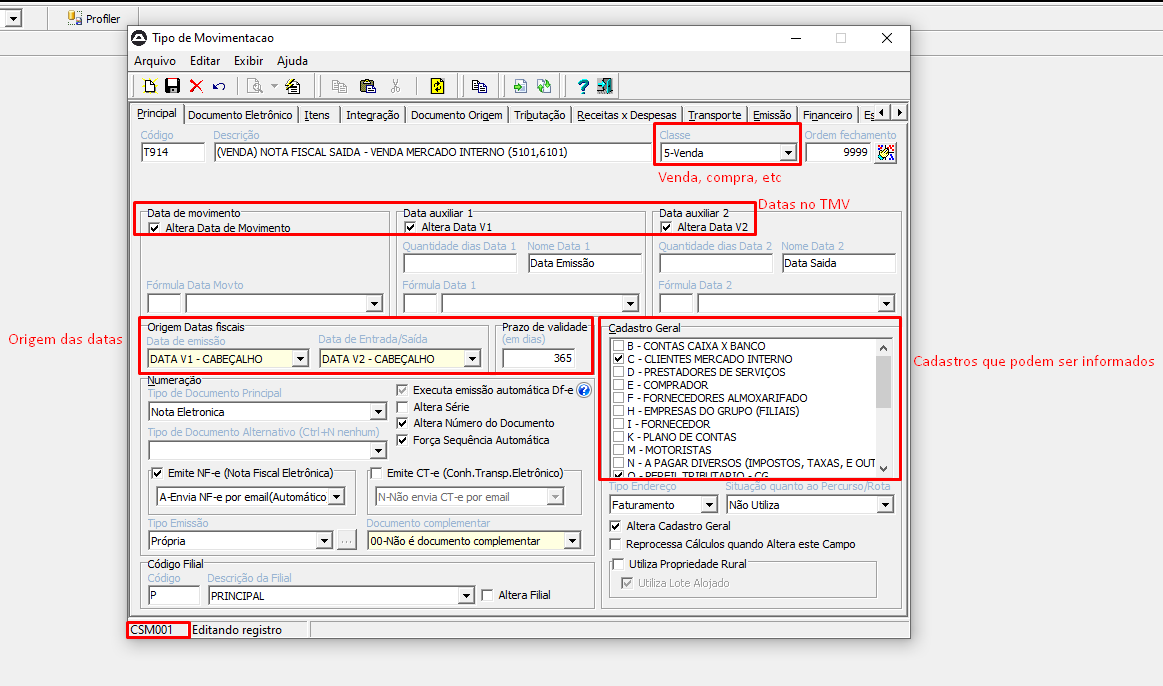 Profiler
Tipo de Movimentacao
Arquivo Editar Exibir Ajuda
Principal Documento Eletrônico Itens Integração Documento Origem Tributação Receitas x Despesas Transporte Emissão Financeiro Es
Código Descrição Classe Ordem fechamento
T914 (VENDA) NOTA FISCAL SAIDA - VENDA MERCADO INTERNO (5101,6101) 5-Venda 9999
Venda, compra, etc
Datas no TMV
Data de movimento Data auxiliar 1 Data auxiliar 2
Altera Data de Movimento Altera Data V1 Altera Data V2
Quantidade dias Data 1 Nome Data 1 Quantidade dias Data 2 Nome Data 2
Data Emissão Data Saida
Fórmula Data Movto Fórmula Data 1 Fórmula Data 2
Origem das datas
Origem Datas fiscais Prazo de validade
Data de emissão Data de Entrada/Saída (em dias)
DATA V1 - CABEÇALHO DATA V2 - CABEÇALHO 365
Cadastro Geral
B - CONTAS CAIXA X BANCO
C - CLIENTES MERCADO INTERNO
D - PRESTADORES DE SERVIÇOS
E - COMPRADOR
F - FORNECEDORES ALMOXARIFADO
H - EMPRESAS DO GRUPO (FILIAIS)
I - FORNECEDOR
K - PLANO DE CONTAS
M - MOTORISTAS
N - A PAGAR DIVERSOS (IMPOSTOS, TAXAS, E OUT
O - PERFIL TRIBUTARIO - CG
Cadastros que podem ser informados
Numeração
Tipo de Documento Principal Executa emissão automática Df-e ?
Nota Eletronica Altera Série
Altera Número do Documento
Tipo de Documento Alternativo (Ctrl+N nenhum) Força Sequência Automática
Emite NF-e (Nota Fiscal Eletrônica) Emite CT-e (Conh.Transp.Eletrônico)
A-Envia NF-e por email(Automático N-Não envia CT-e por email
Tipo Emissão Documento complementar
Própria ... 00-Não é documento complementar
Tipo Endereço Situação quanto ao Percurso/Rota
Faturamento Não Utiliza
Altera Cadastro Geral
Reprocessa Cálculos quando Altera este Campo
Utiliza Propriedade Rural
Utiliza Lote Alojado
Código Filial
Código Descrição da Filial
P PRINCIPAL Altera Filial
CSM001 Editando registro